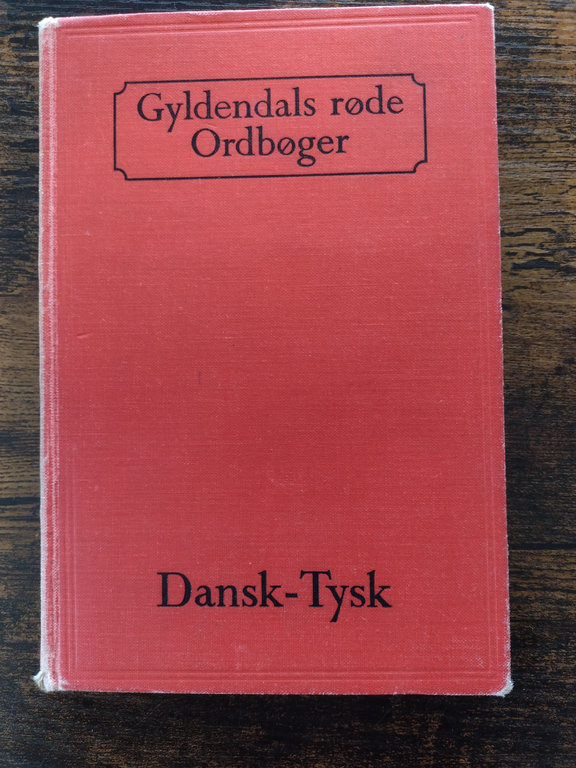 Gyldendals røde
Ordbøger
Dansk-Tysk